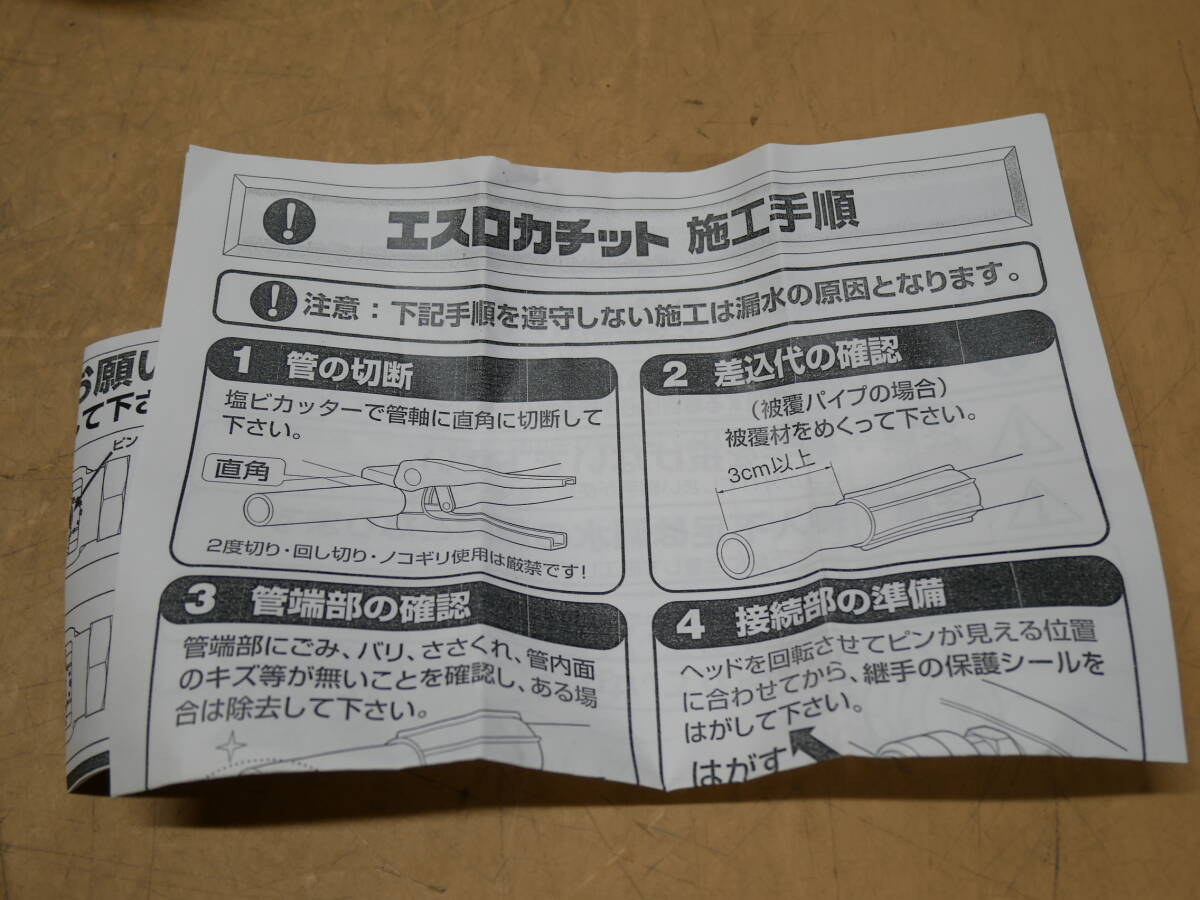 エスロカチット 施工手順
注意：下記手順を遵守しない施工は漏水の原因となります。
1 管の切断
塩ビカッターで管軸に直角に切断して
下さい。
直角
2度切り・回し切り・ノコギリ使用は厳禁です!
2 差込代の確認
（被覆パイプの場合）
被覆材をめくって下さい。
3cm以上
3 管端部の確認
管端部にごみ、バリ、ささくれ、管内面
のキズ等が無いことを確認し、ある場
合は除去して下さい。
4 接続部の準備
ヘッドを回転させてピンが見える位置
に合わせてから、継手の保護シールを
はがして下さい。
はがす
お願い
て下さ
ピン